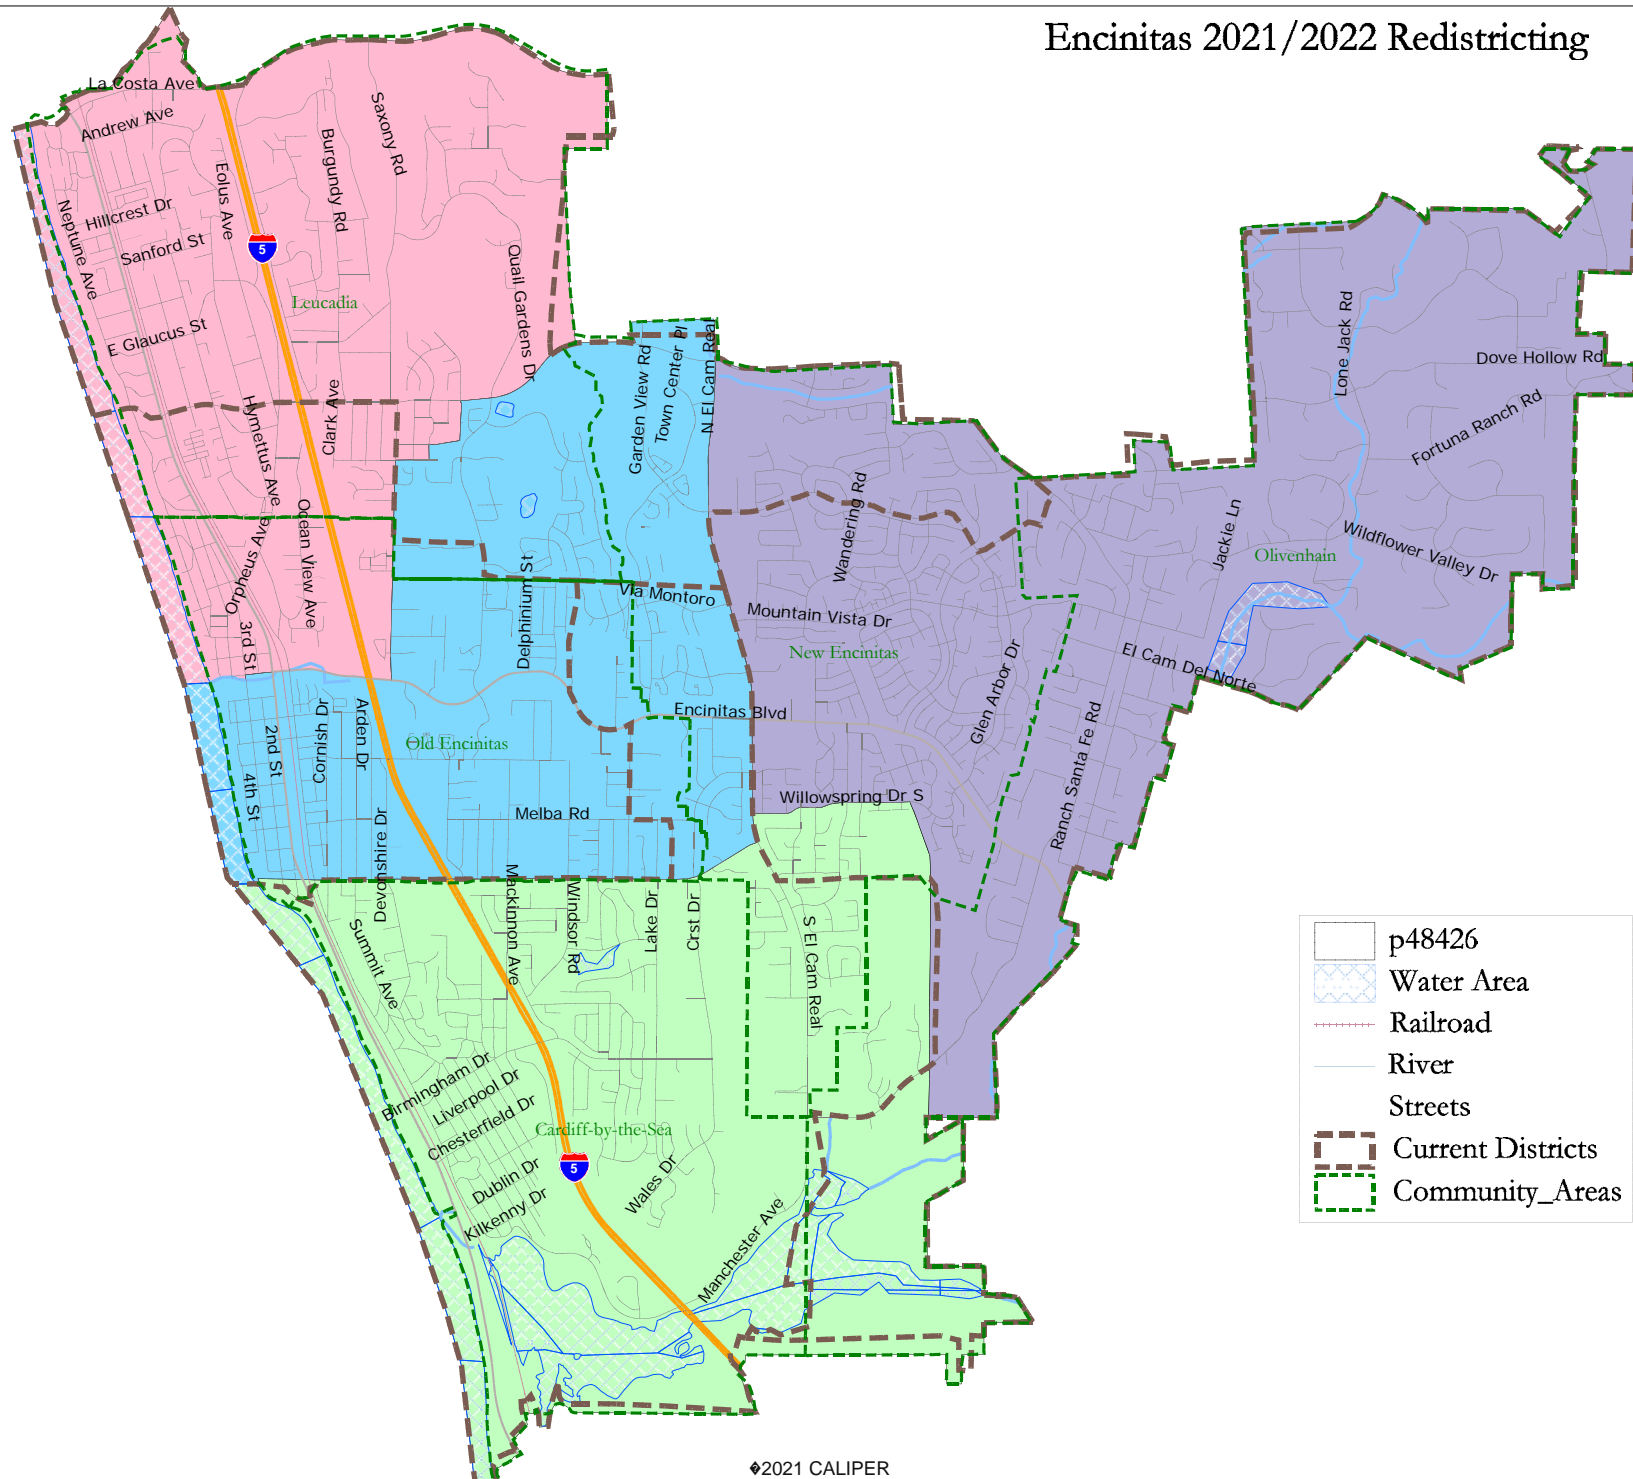 Encinitas 2021/2022 Redistricting
La Costa Ave
Andrew Ave
Saxony Rd
Burgundy Rd
Eolus Ave
Neptune Ave
Hillcrest Dr
Sanford St
5
Quail Gardens Dr
Leucadia
E Glaucus St
Lone Jack Rd
Dove Hollow Rd
Garden View Rd
Town Center Pl
N El Cam Real
Fortuna Ranch Rd
Hymettus Ave
Clark Ave
Wandering Rd
Jackie Ln
Wildflower Valley Dr
Olivenhain
Orpheus Ave
Ocean View Ave
3rd St
Delphinium St
Via Montoro
Mountain Vista Dr
New Encinitas
El Cam Del Norte
Glen Arbor Dr
Encinitas Blvd
2nd St
Cornish Dr
Arden Dr
Old Encinitas
4th St
Ranch Santa Fe Rd
Willowspring Dr S
Melba Rd
Devonshire Dr
Mackinnon Ave
Windsor Rd
Lake Dr
Crst Dr
S El Cam Real
Summit Ave
Birmingham Dr
Liverpool Dr
Chesterfield Dr
Cardiff-by-the-Sea
5
Dublin Dr
Kilkenny Dr
Wales Dr
Manchester Ave
p48426
Water Area
Railroad
River
Streets
Current Districts
Community_Areas
�2021 CALIPER